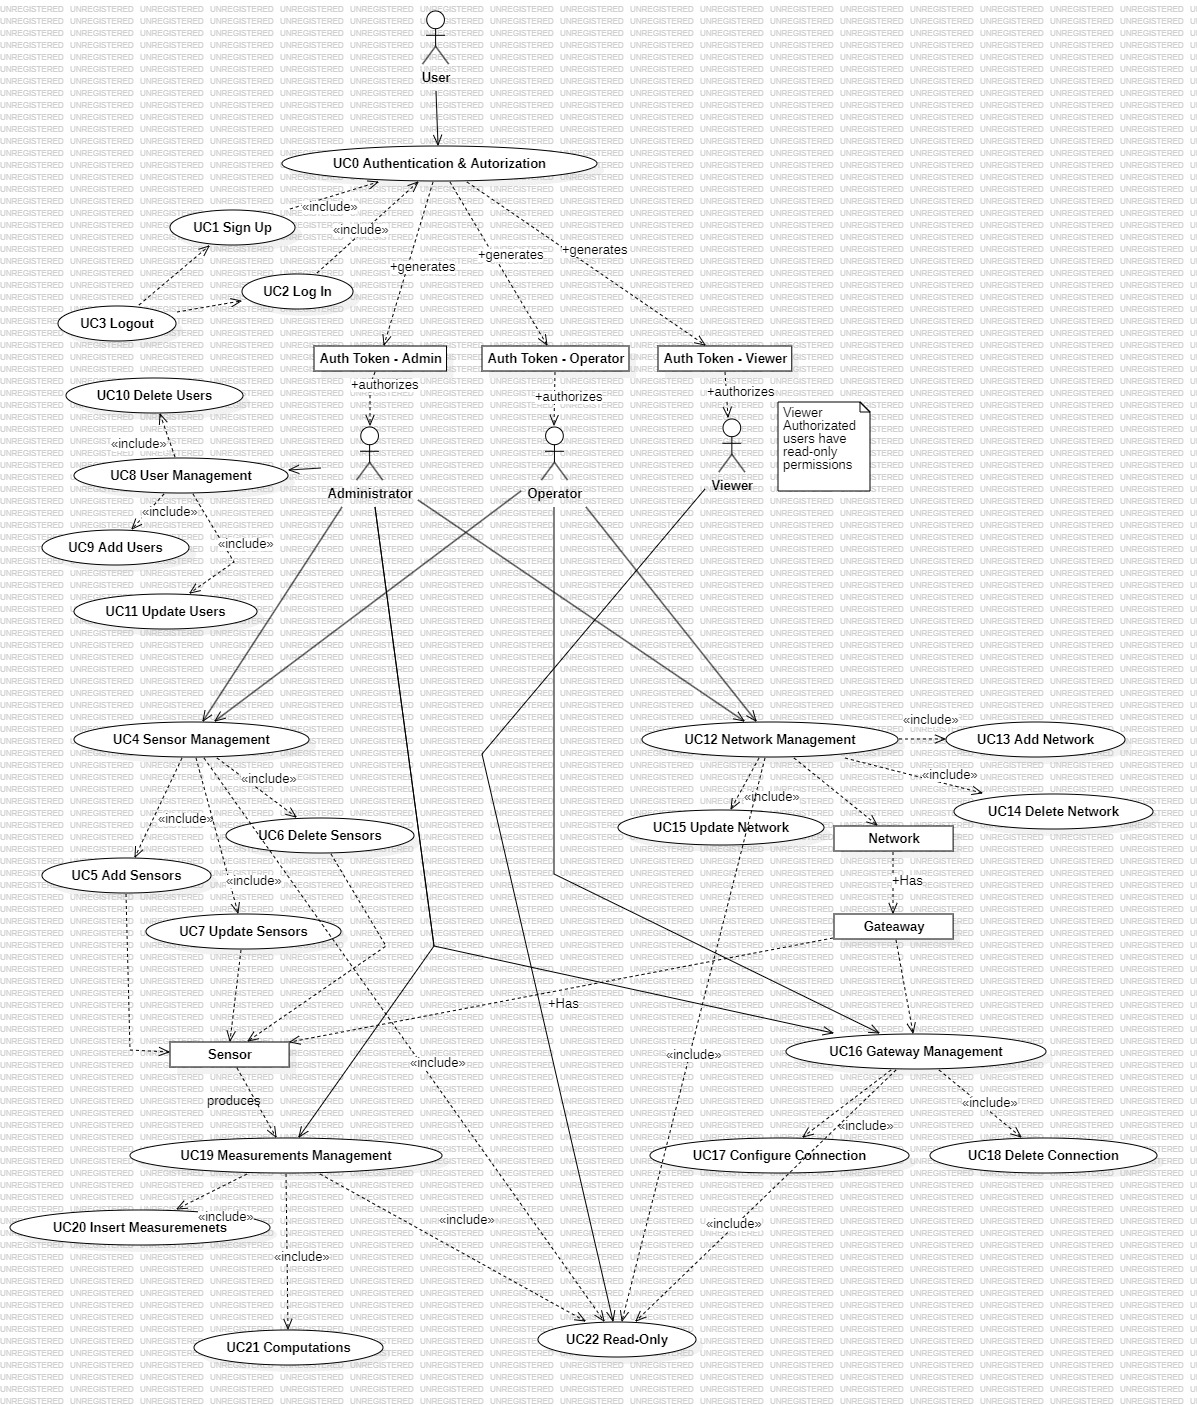 User
UC0 Authentication & Autorization
«include»
UC1 Sign Up
«include»
+generates
+generates
+generates
UC2 Log In
UC3 Logout
Auth Token - Admin
Auth Token - Operator
Auth Token - Viewer
+authorizes
+authorizes
+authorizes
UC10 Delete Users
Viewer
Authorizated
users have
read-only
permissions
«include»
UC8 User Management
Administrator
Operator
Viewer
«include»
UC9 Add Users
«include»
UC11 Update Users
UC4 Sensor Management
UC12 Network Management
«include»
UC13 Add Network
«include»
«include»
«include»
UC14 Delete Network
«include»
UC6 Delete Sensors
UC15 Update Network
Network
UC5 Add Sensors
«include»
+Has
UC7 Update Sensors
Gateaway
+Has
Sensor
«include»
«include»
UC16 Gateway Management
produces
«include»
«include»
UC19 Measurements Management
UC17 Configure Connection
UC18 Delete Connection
UC20 Insert Measuremenets
«include»
«include»
«include»
«include»
UC21 Computations
UC22 Read-Only
UNREGISTERED